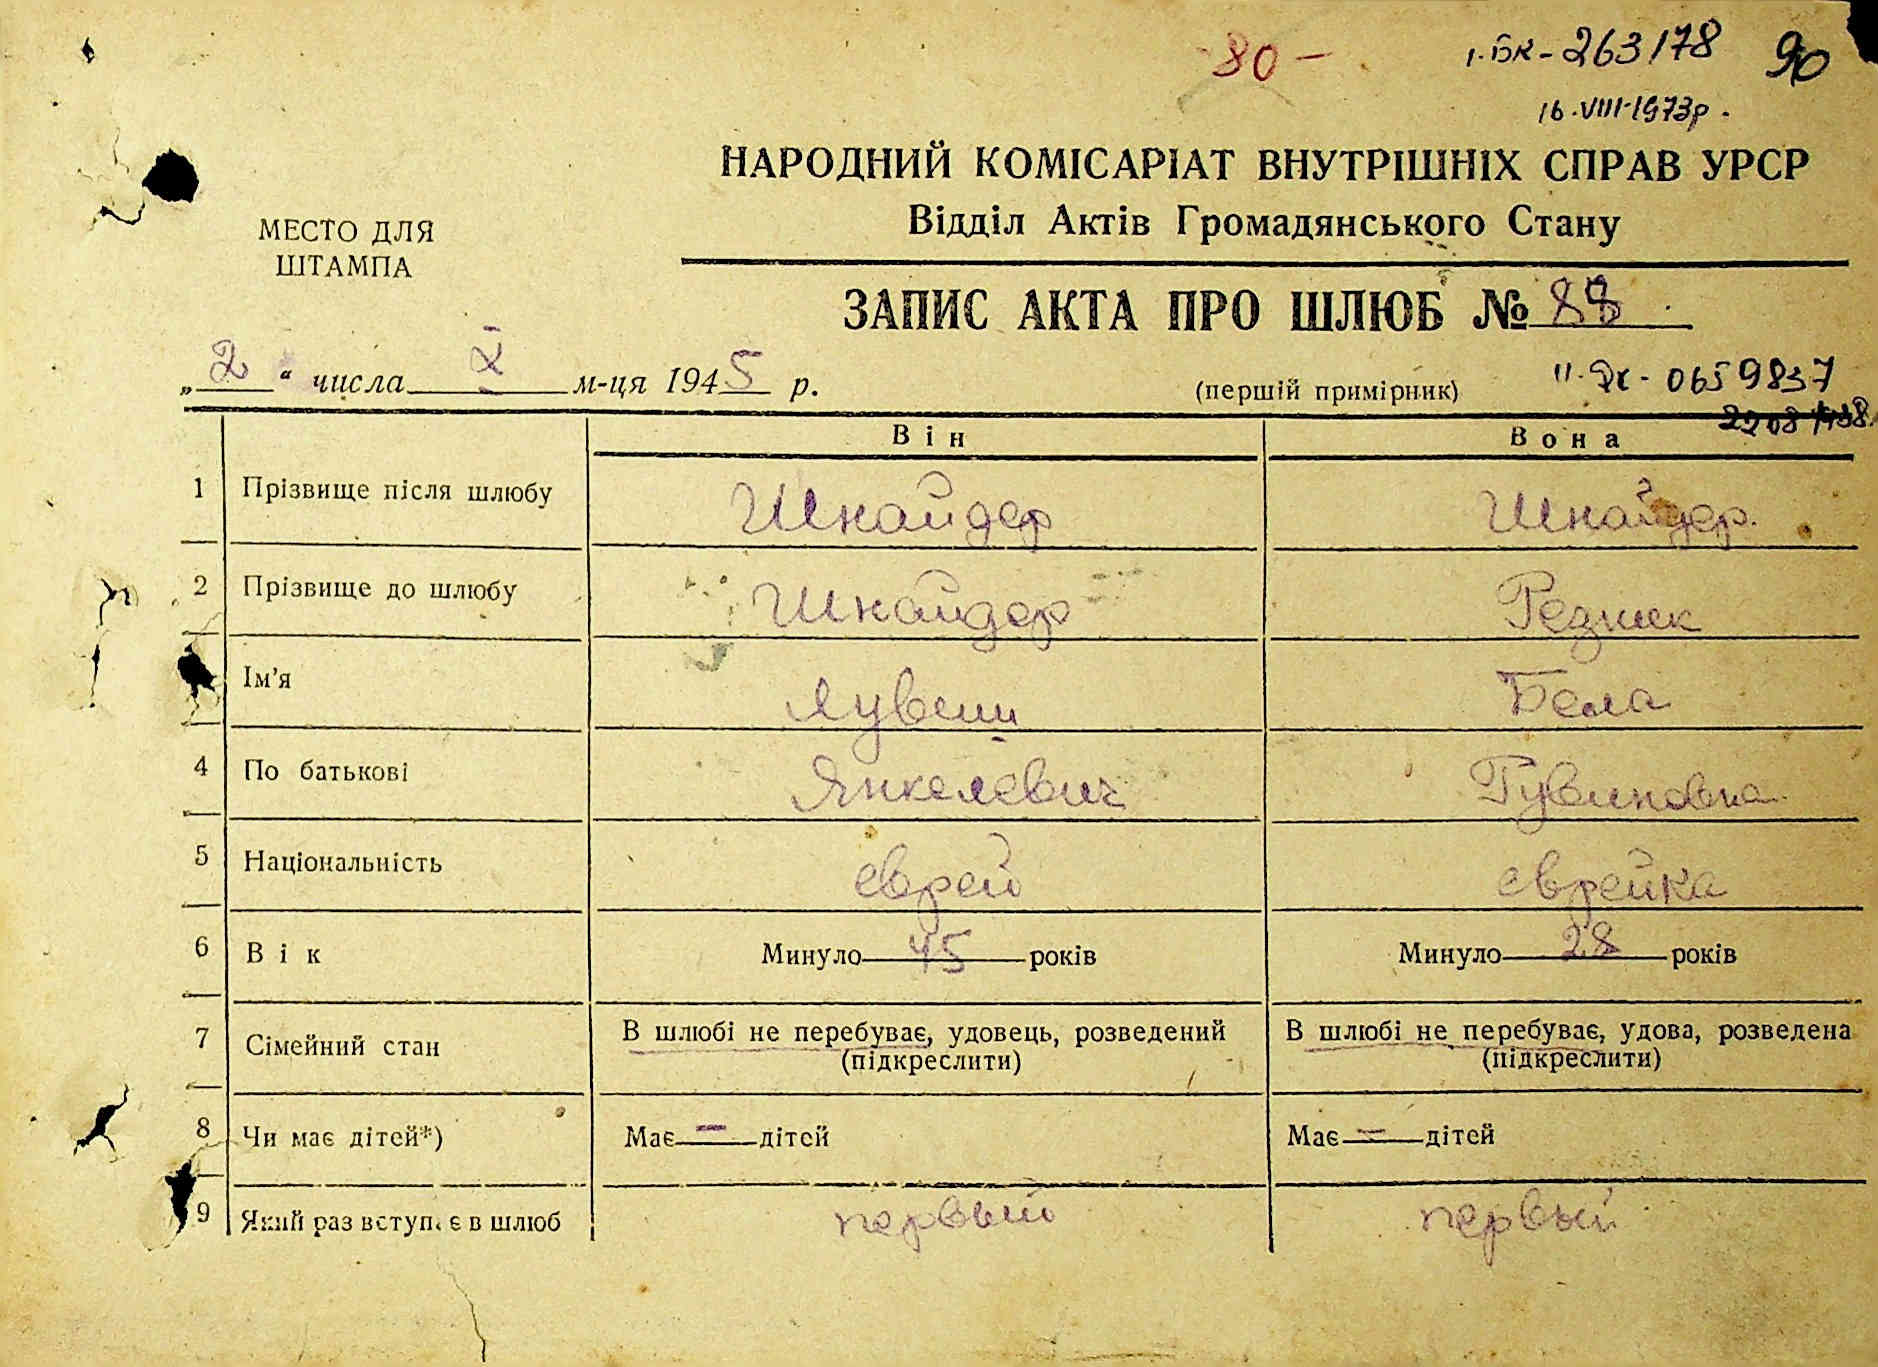 80 -
1. БК - 263178 90
16.VIII-1973р.
НАРОДНИЙ КОМІСАРІАТ ВНУТРІШНІХ СПРАВ УРСР
Відділ Актів Громадянського Стану
МЕСТО ДЛЯ
ШТАМПА
ЗАПИС АКТА ПРО ШЛЮБ № 88
„2“ числа X м-ця 1945 р.
(перший примірник)
0659837
Він Вона
1 Прізвище після шлюбу Шнайдер Шнайдер.
2 Прізвище до шлюбу Шнайдер Резник
Ім'я Бела
4 По батькові Янкелевич Рувиновна
5 Національність еврей еврейка
6 Вік Минуло 45 років Минуло 28 років
7 Сімейний стан В шлюбі не перебуває, удовець, розведений В шлюбі не перебуває, удова, розведена
(підкреслити) (підкреслити)
8 Чи має дітей*) Має — дітей Має — дітей
9 Який раз вступає в шлюб первый первый